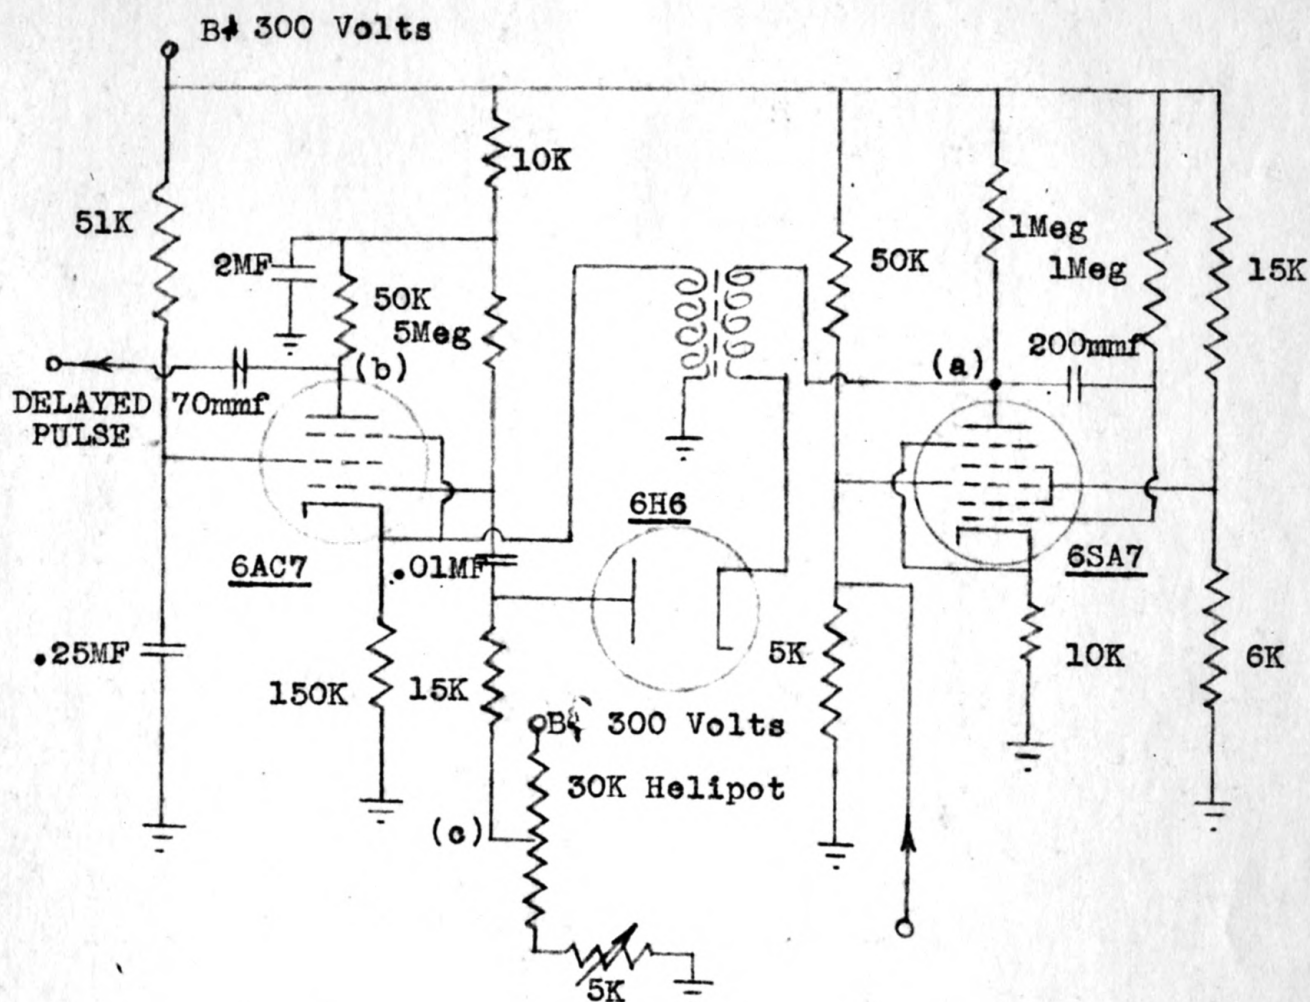 B+ 300 Volts
10K
51K
1Meg
2MF
50K
50K
1Meg
15K
5Meg
200mmf
(b)
(a)
DELAYED
PULSE
70mmf
6H6
6AC7
.01MF
6SA7
.25MF
5K
10K
6K
150K
15K
B+ 300 Volts
30K Helipot
(c)
5K